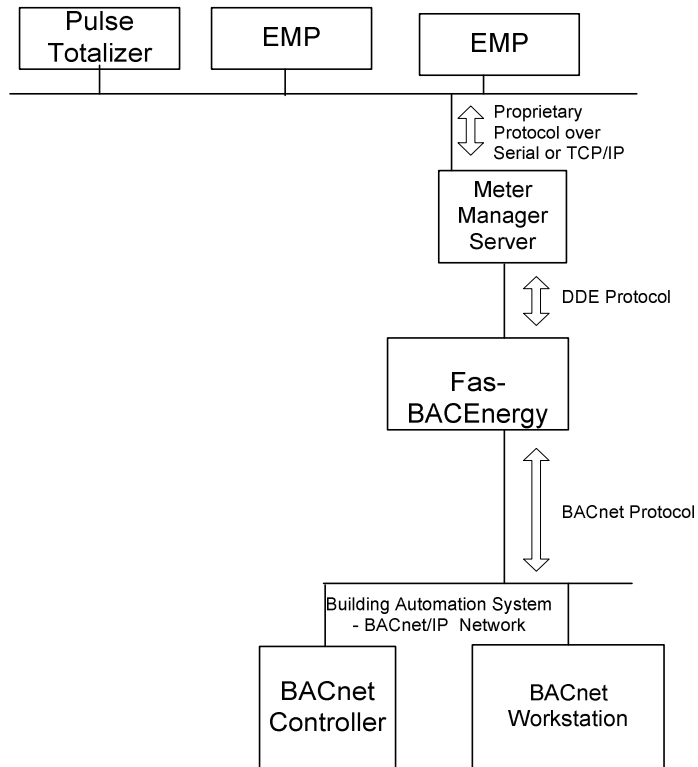 Pulse
Totalizer
EMP
EMP
Proprietary
Protocol over
Serial or TCP/IP
Meter
Manager
Server
DDE Protocol
Fas-
BACEnergy
BACnet Protocol
Building Automation System
- BACnet/IP Network
BACnet
Controller
BACnet
Workstation